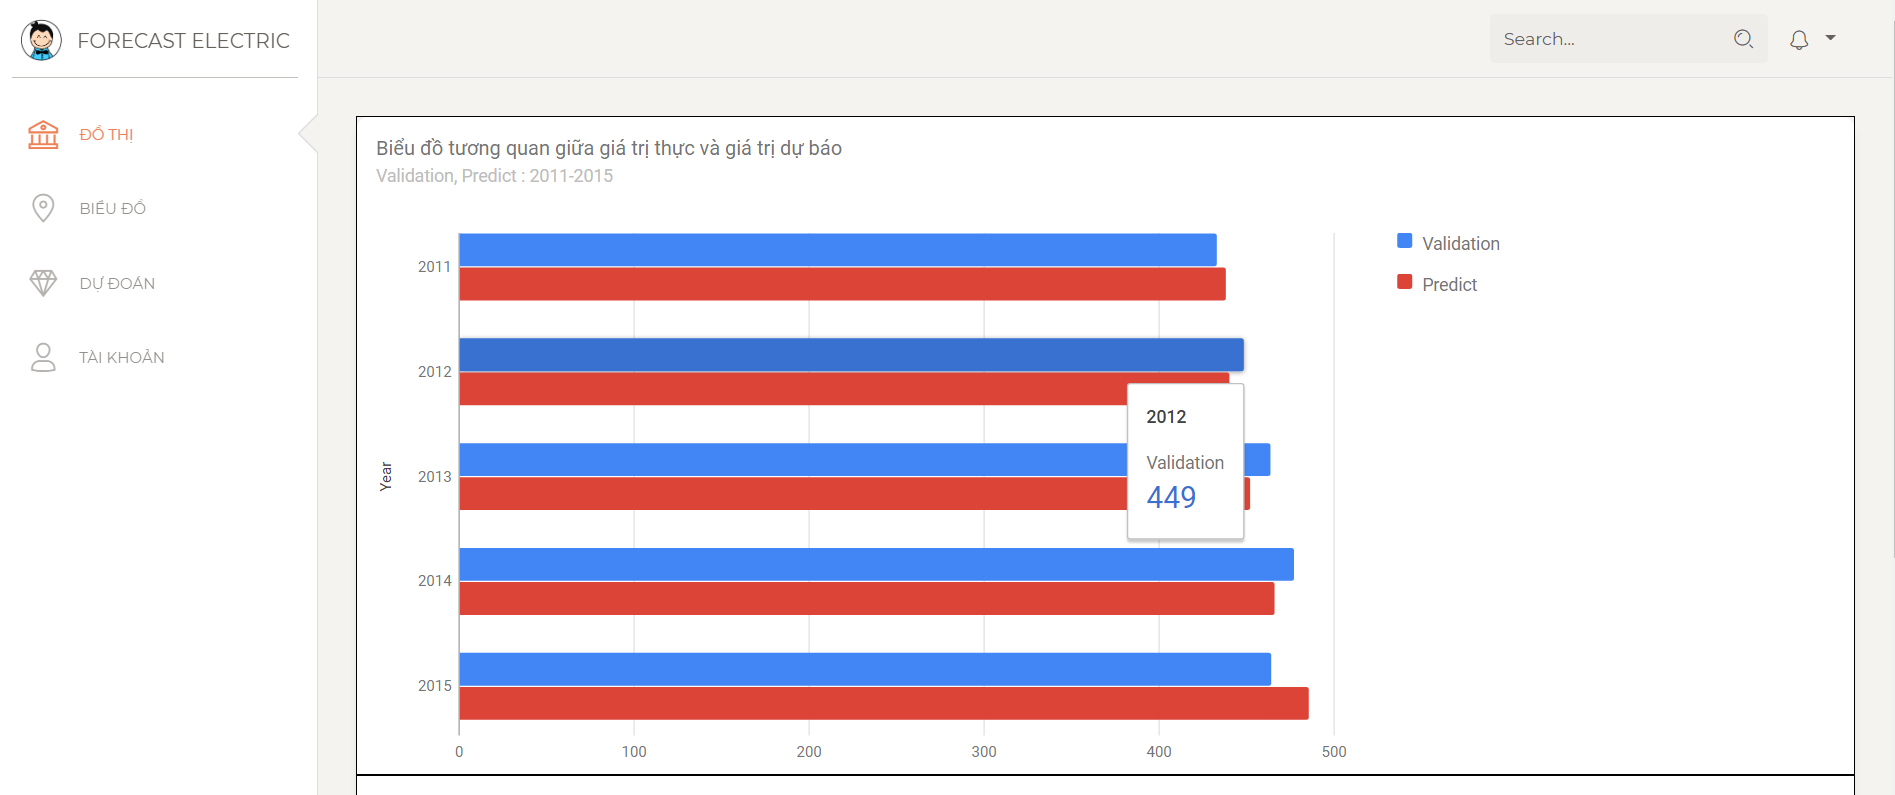 FORECAST ELECTRIC
Search...
ĐỒ THỊ
BIỂU ĐỒ
DỰ ĐOÁN
TÀI KHOẢN
Biểu đồ tương quan giữa giá trị thực và giá trị dự báo
Validation, Predict : 2011-2015
Validation
Predict
Year
2011
2012
2013
2014
2015
2012
Validation
449
0 100 200 300 400 500